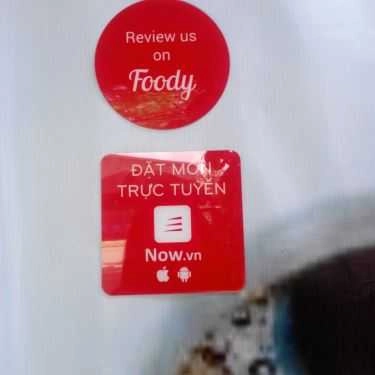 Review us
on
Foody
ĐẶT MÓN
TRỰC TUYẾN
Now.vn